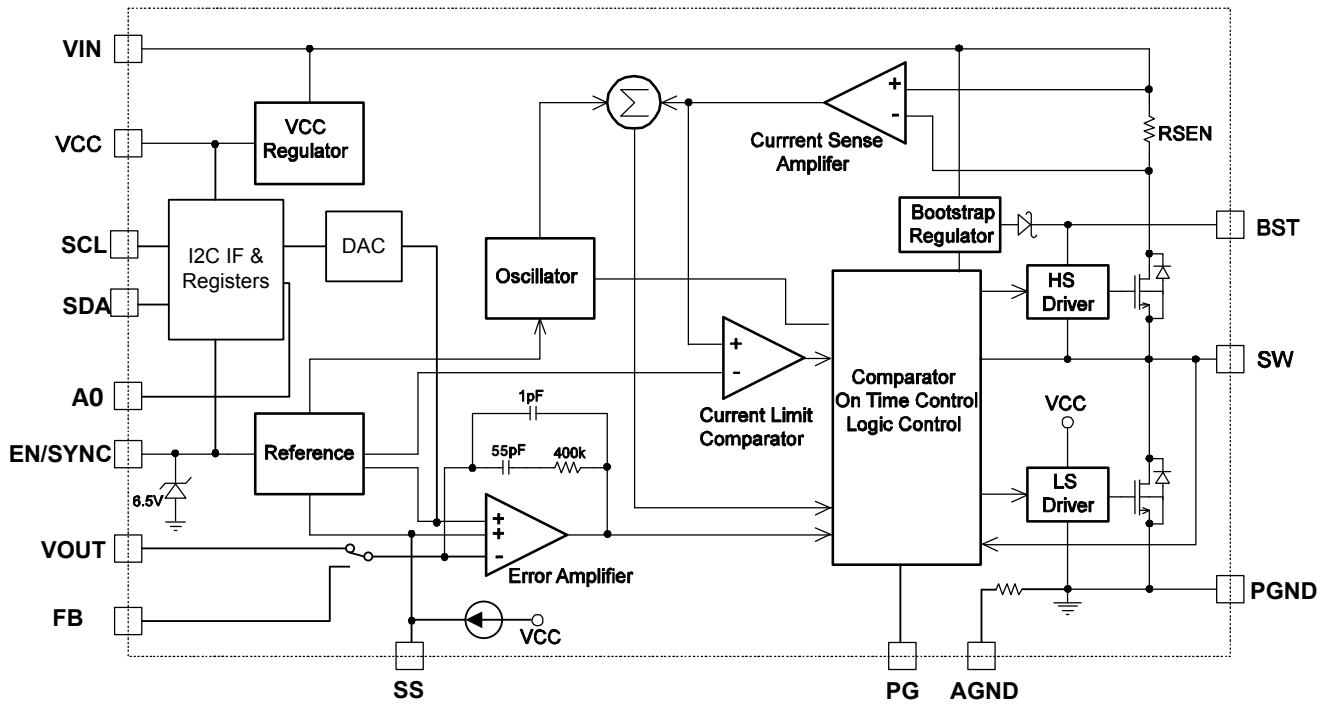 VIN
VCC
SCL
SDA
A0
EN/SYNC
VOUT
FB
VCC
Regulator
I2C IF &
Registers
DAC
Reference
6.5V
Oscillator
Σ
+
-
Currrent Sense
Amplifer
RSEN
Bootstrap
Regulator
BST
HS
Driver
SW
+
-
Current Limit
Comparator
Comparator
On Time Control
Logic Control
VCC
LS
Driver
1pF
55pF
400k
+
+
-
Error Amplifier
VCC
PGND
SS
PG
AGND